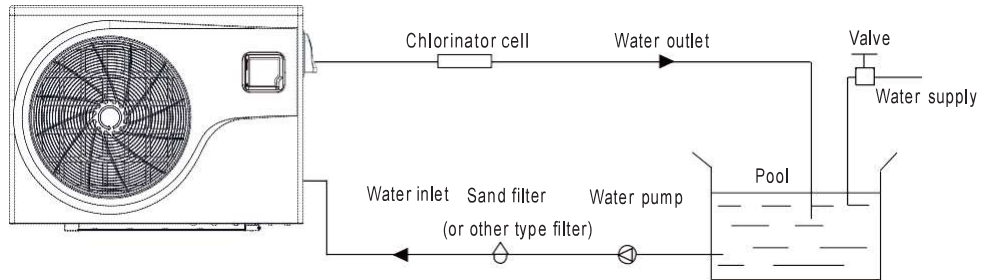 Chlorinator cell
Water outlet
Valve
Water supply
Pool
Water inlet
Sand filter
(or other type filter)
Water pump